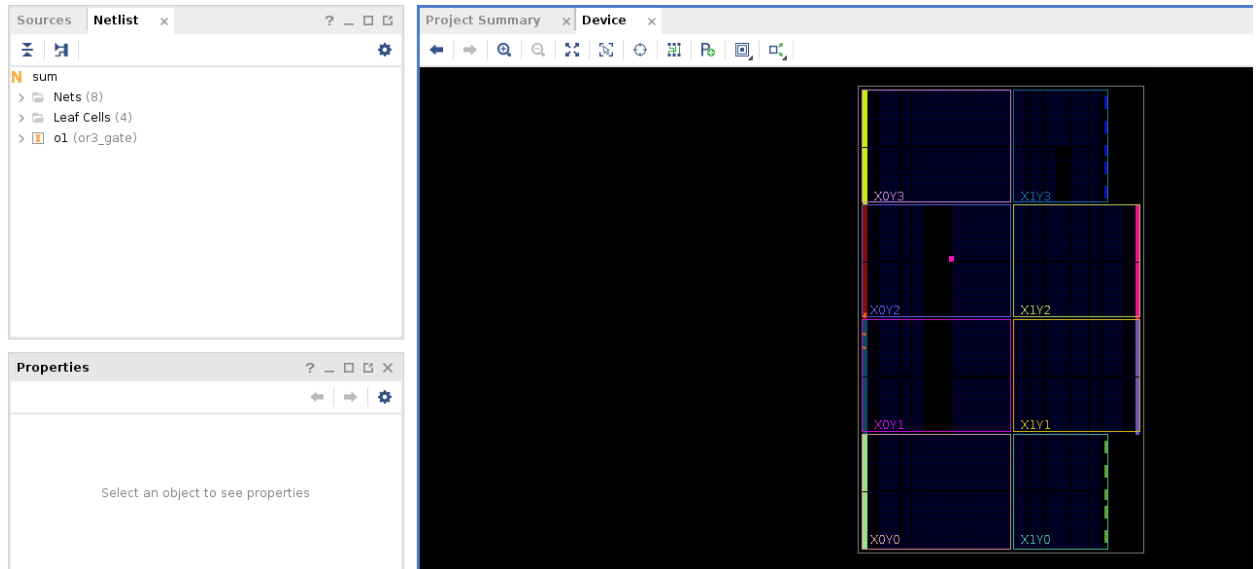 Sources Netlist × ?
N sum
Nets (8)
Leaf Cells (4)
o1 (or3_gate)
Properties ?
Select an object to see properties
Project Summary × Device ×
X0Y3 X1Y3
X0Y2 X1Y2
X0Y1 X1Y1
X0Y0 X1Y0